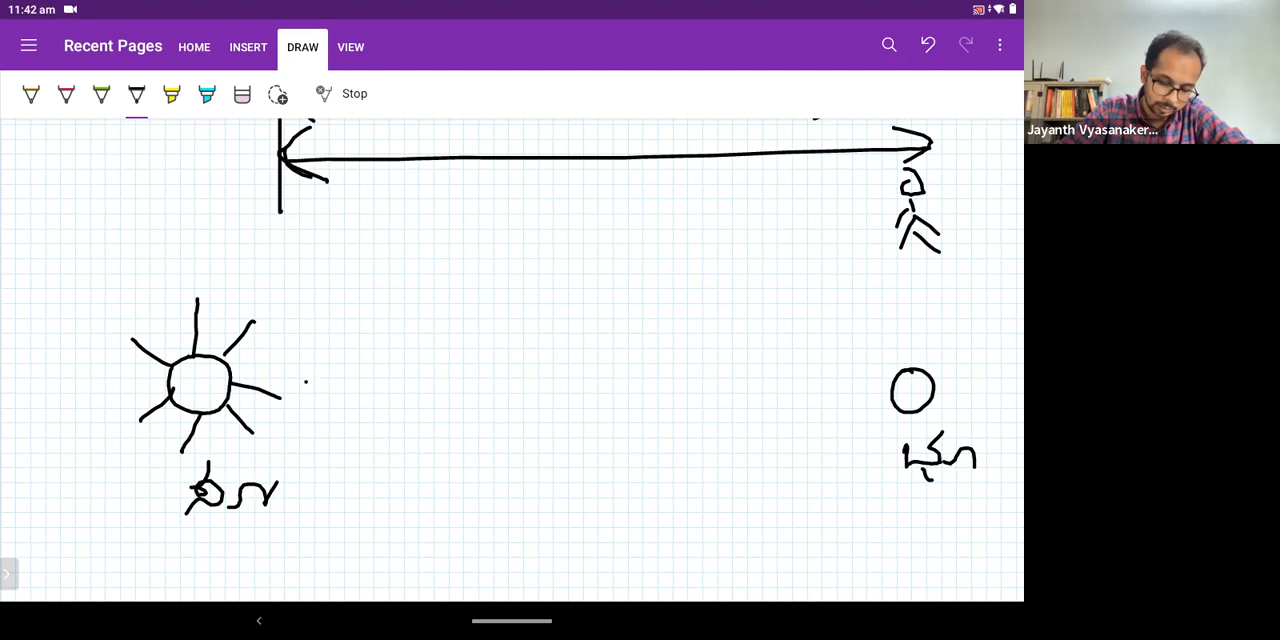 11:42 am
Recent Pages HOME INSERT DRAW VIEW
Stop
Jayanth Vyasanaker...